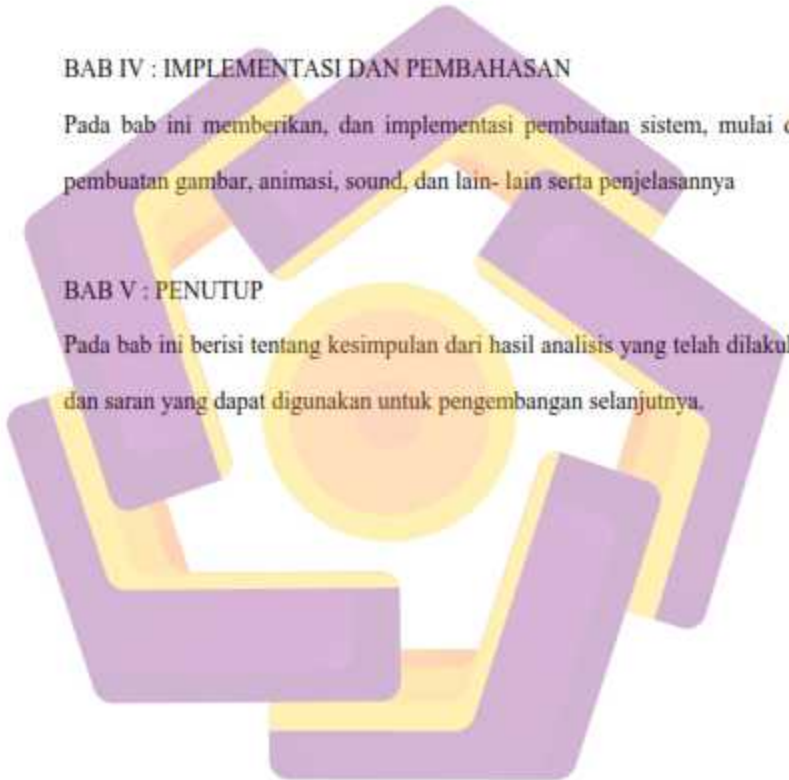 BAB IV : IMPLEMENTASI DAN PEMBAHASAN
Pada bab ini memberikan, dan implementasi pembuatan sistem, mulai
pembuatan gambar, animasi, sound, dan lain- lain serta penjelasannya
BAB V : PENUTUP
Pada bab ini berisi tentang kesimpulan dari hasil analisis yang telah
dan saran yang dapat digunakan untuk pengembangan selanjutnya.